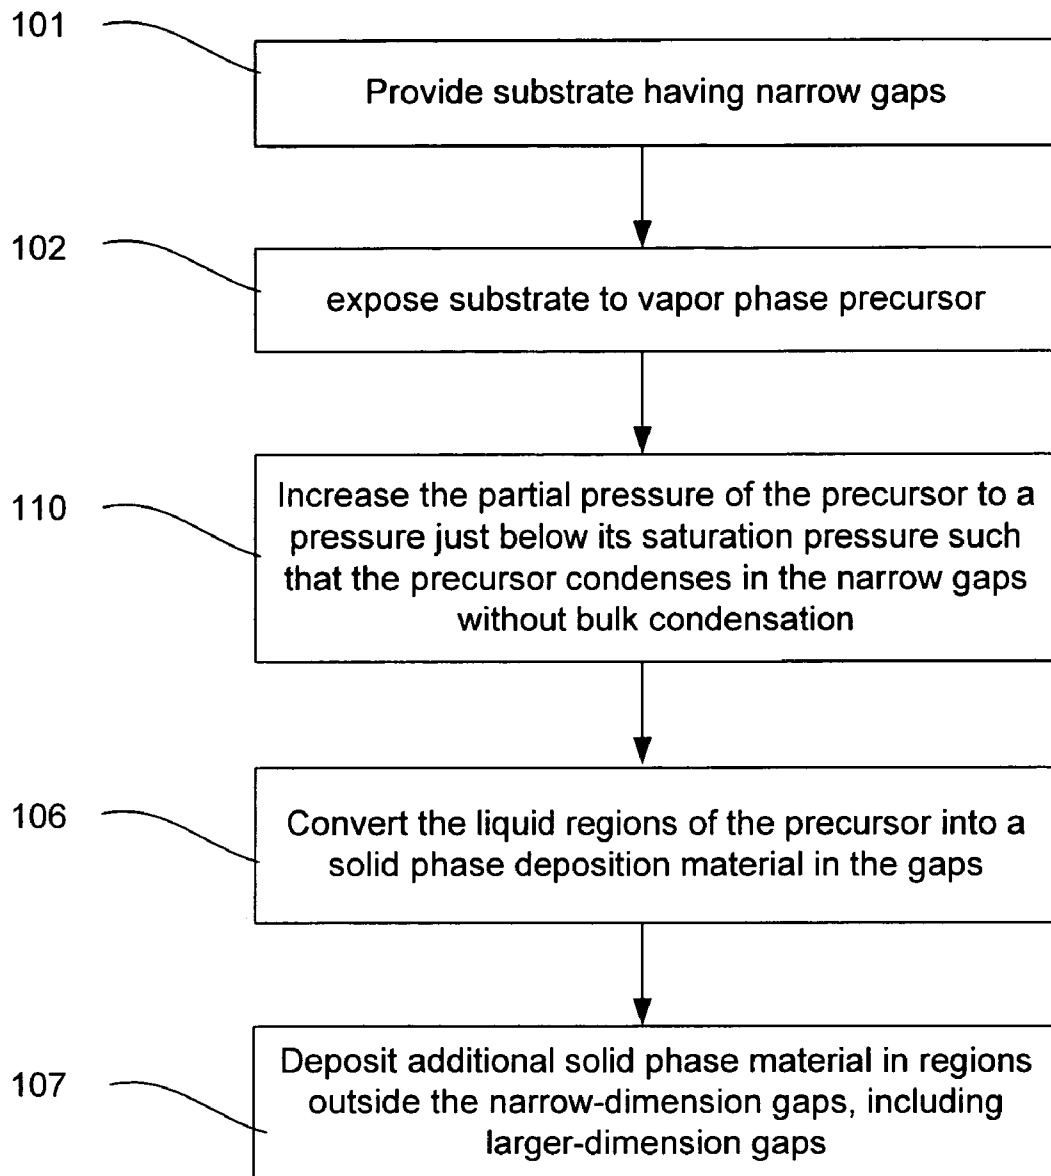 101
Provide substrate having narrow gaps
102
expose substrate to vapor phase precursor
110
Increase the partial pressure of the precursor to a
pressure just below its saturation pressure such
that the precursor condenses in the narrow gaps
without bulk condensation
106
Convert the liquid regions of the precursor into a
solid phase deposition material in the gaps
107
Deposit additional solid phase material in regions
outside the narrow-dimension gaps, including
larger-dimension gaps